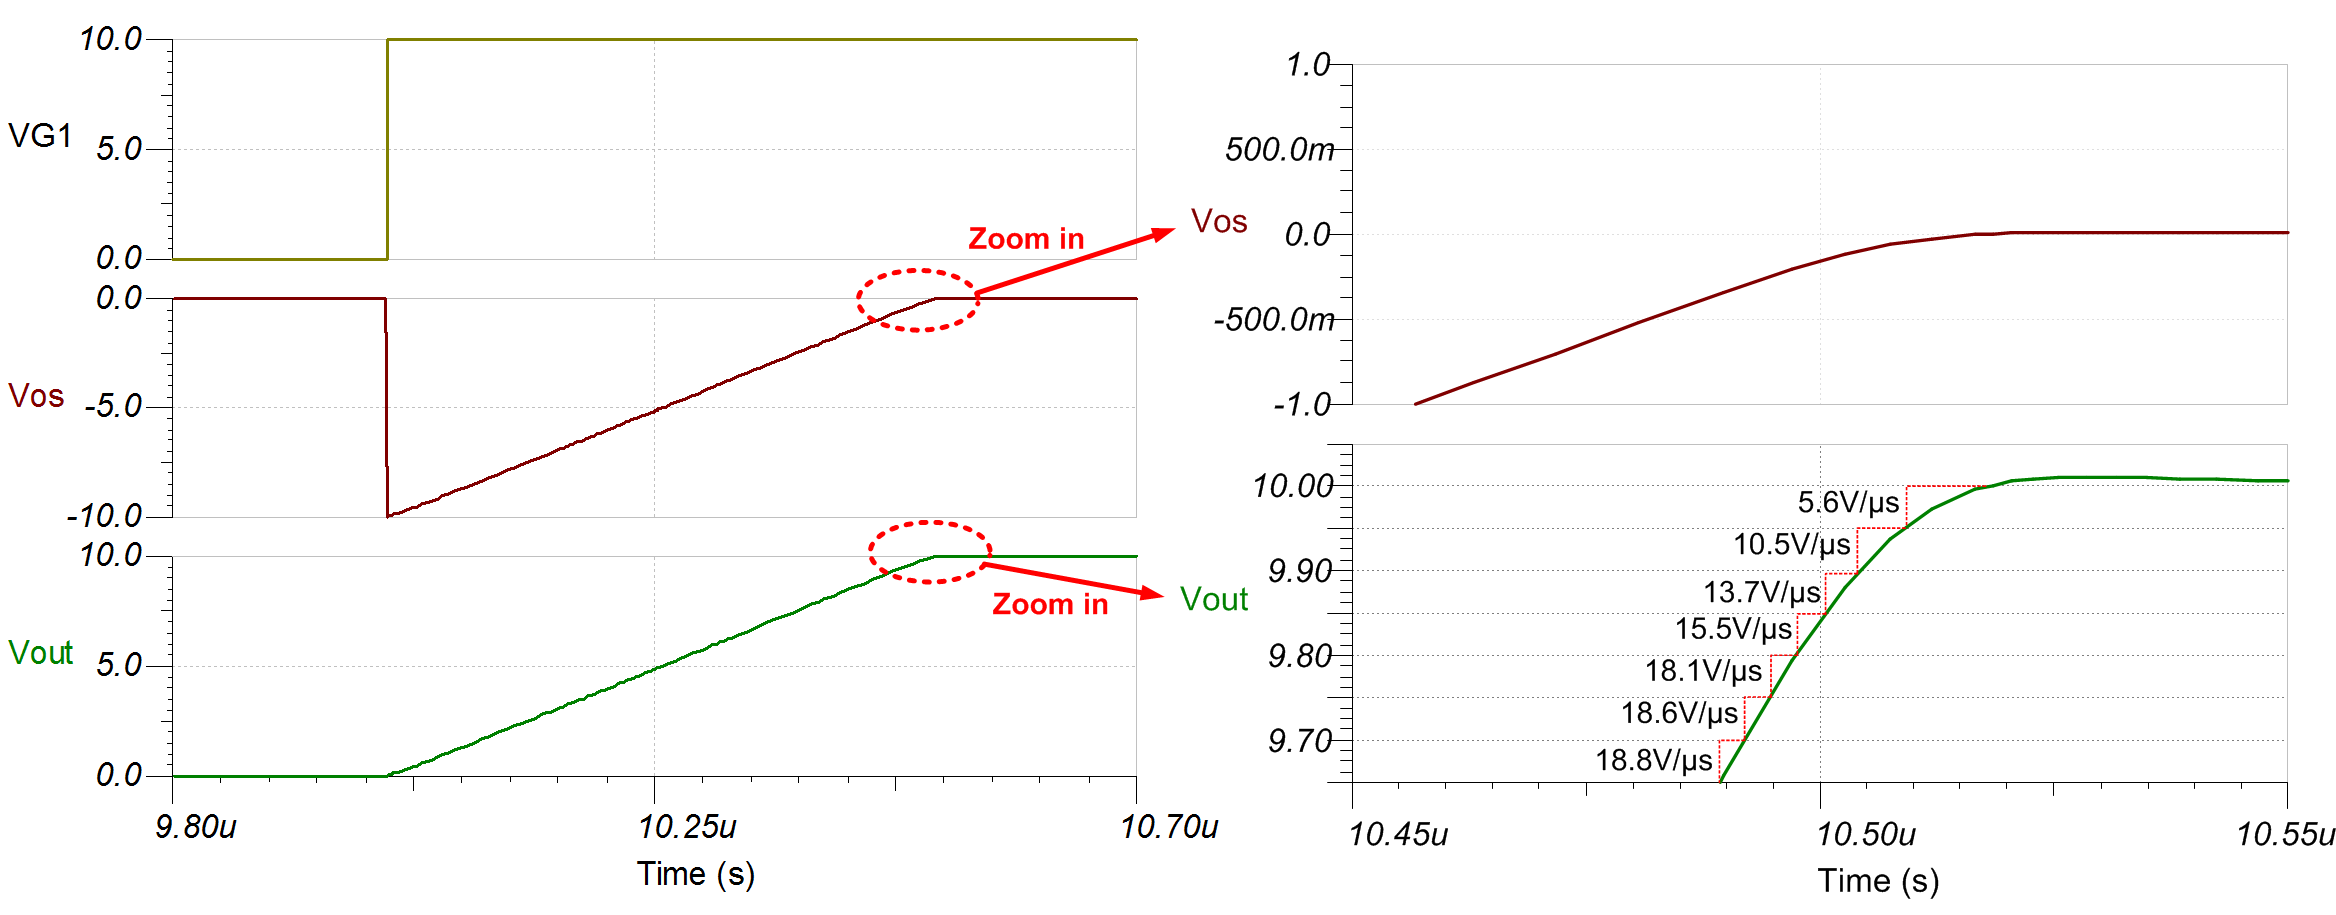 10.0
VG1
5.0
0.0
0.0
Vos
-5.0
-10.0
10.0
Vout
5.0
0.0
9.80u
10.25u
10.70u
Time (s)
Zoom in
Zoom in
1.0
500.0m
Vos
0.0
-500.0m
-1.0
10.00
9.90
Vout
9.80
9.70
5.6V/µs
10.5V/µs
13.7V/µs
15.5V/µs
18.1V/µs
18.6V/µs
18.8V/µs
10.45u
10.50u
10.55u
Time (s)